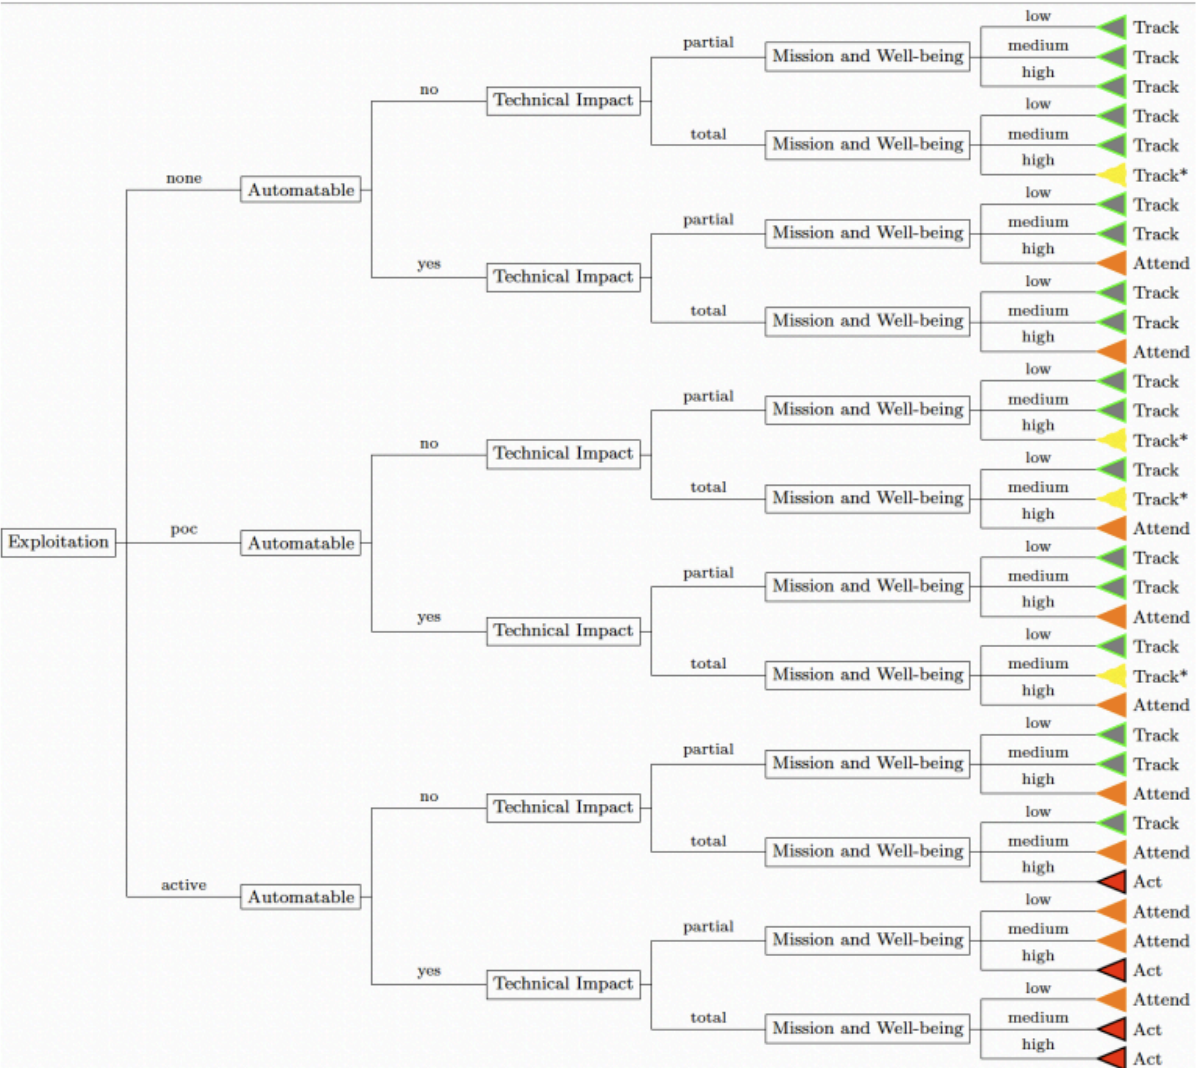 low
Track
partial
medium
Mission and Well-being
Track
high
Track
no
Technical Impact
low
Track
total
medium
Mission and Well-being
Track
high
Track*
none
Automatable
low
Track
partial
medium
Mission and Well-being
Track
high
Attend
yes
Technical Impact
low
Track
total
medium
Mission and Well-being
Track
high
Attend
low
Track
partial
medium
Mission and Well-being
Track
high
Track*
no
Technical Impact
low
Track
total
medium
Mission and Well-being
Track*
high
Attend
Exploitation
poc
Automatable
low
Track
partial
medium
Mission and Well-being
Track
high
Attend
yes
Technical Impact
low
Track
total
medium
Mission and Well-being
Track*
high
Attend
low
Track
partial
medium
Mission and Well-being
Track
high
Attend
no
Technical Impact
low
Track
total
medium
Mission and Well-being
Attend
high
Act
active
Automatable
low
Attend
partial
medium
Mission and Well-being
Attend
high
Act
yes
Technical Impact
low
Attend
total
medium
Mission and Well-being
Act
high
Act